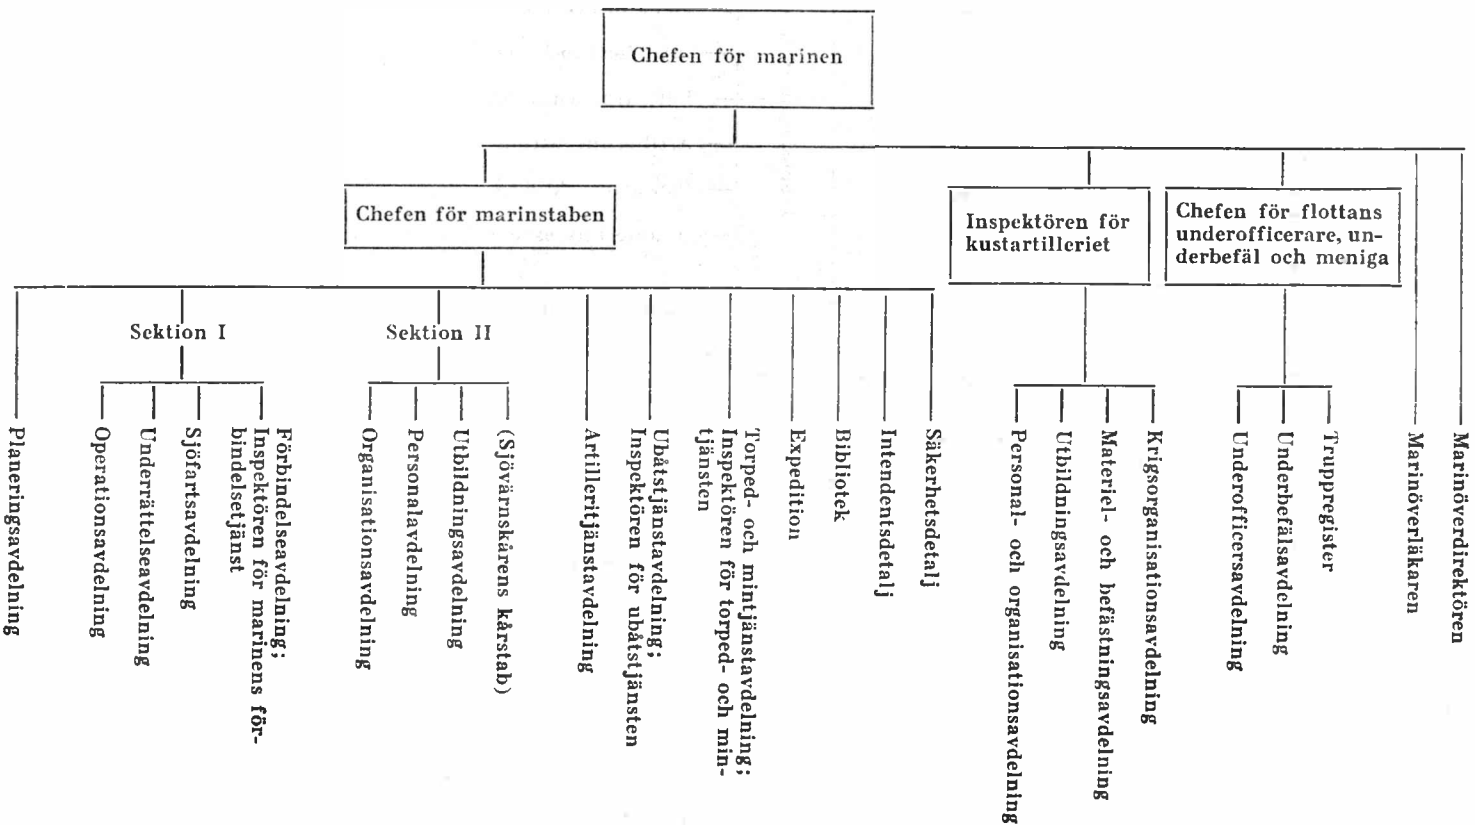 Chefen för marinen
Chefen för marinstaben
Inspektören för
kustartilleriet
Chefen för flottans
underofficerare, un-
derbefäl och meniga
Sektion I
Sektion II
Planeringsavdelning
Operationsavdelning
Underrättelseavdelning
Sjöfartsavdelning
Förbindelseavdelning;
Inspektören för marinens för-
bindelsetjänst
Organisationsavdelning
Personalavdelning
Utbildningsavdelning
(Sjövärnskårens kårstab)
Artilleritjänstavdelning
Ubåtstjänstavdelning;
Inspektören för ubåtstjänsten
Torped- och mintjänstavdelning;
Inspektören för torped- och min-
tjänsten
Expedition
Bibliotek
Intendentsdetalj
Säkerhetsdetalj
Personal- och organisationsavdelning
Utbildningsavdelning
Materiel- och befästningsavdelning
Krigsorganisationsavdelning
Underofficersavdelning
Underbefälsavdelning
Truppregister
Marinöverläkaren
Marinöverdirektören